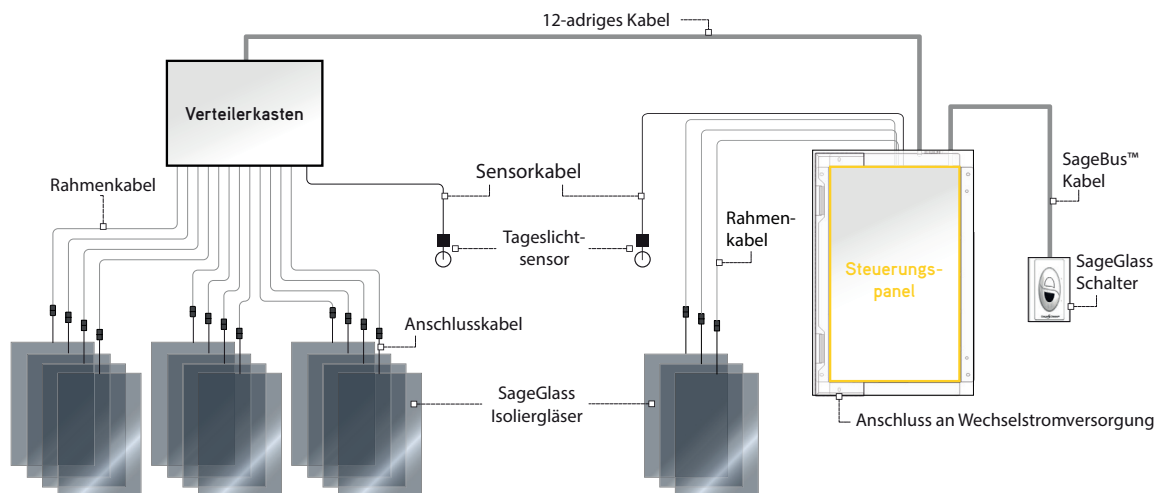 12-adriges Kabel
Verteilerkasten
Rahmenkabel
Sensorkabel
Tageslicht-
sensor
Anschlusskabel
SageGlass
Isoliergläser
Rahmen-
kabel
Steuerungs-
panel
SageBus™
Kabel
SageGlass
Schalter
Anschluss an Wechselstromversorgung